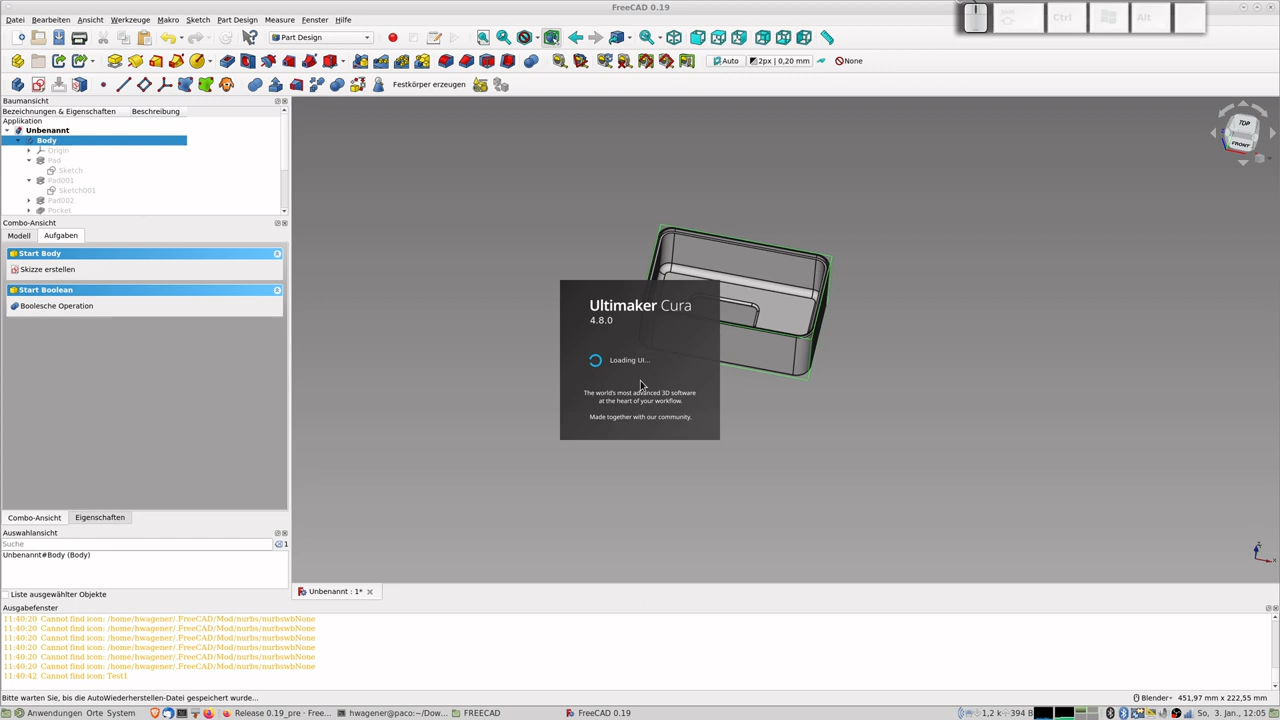 FreeCAD 0.19
Datei Bearbeiten Ansicht Werkzeuge Makro Sketch Part Design Measure Fenster Hilfe
Ctrl Alt
Part Design
Auto 2px | 0,20 mm None
Festkörper erzeugen
Baumansicht
Bezeichnungen & Eigenschaften Beschreibung
Applikation
Unbenannt
Body
Origin
Pad
Sketch
Pad001
Sketch001
Pad002
Pocket
Combo-Ansicht
Modell Aufgaben
Start Body
Skizze erstellen
Start Boolean
Boolesche Operation
TOP
FRONT
Ultimaker Cura
4.8.0
Loading UI...
The world's most advanced 3D software
at the heart of your workflow.
Made together with our community.
Combo-Ansicht Eigenschaften
Auswahlansicht
Suche 1
Unbenannt#Body (Body)
Liste ausgewählter Objekte
Unbenannt : 1*
Ausgabefenster
11:40:20 Cannot find icon: /home/hwagener/.FreeCAD/Mod/nurbs/nurbswbNone
11:40:20 Cannot find icon: /home/hwagener/.FreeCAD/Mod/nurbs/nurbswbNone
11:40:20 Cannot find icon: /home/hwagener/.FreeCAD/Mod/nurbs/nurbswbNone
11:40:20 Cannot find icon: /home/hwagener/.FreeCAD/Mod/nurbs/nurbswbNone
11:40:20 Cannot find icon: /home/hwagener/.FreeCAD/Mod/nurbs/nurbswbNone
11:40:20 Cannot find icon: /home/hwagener/.FreeCAD/Mod/nurbs/nurbswbNone
11:40:42 Cannot find icon: Test1
Bitte warten Sie, bis die AutoWiederherstellen-Datei gespeichert wurde... Blender 451,97 mm x 222,55 mm
Anwendungen Orte System Release 0.19_pre · Free... hwagener@paco:~/Dow... FREECAD FreeCAD 0.19 1,2 k 394 B So, 3. Jan, 12:05